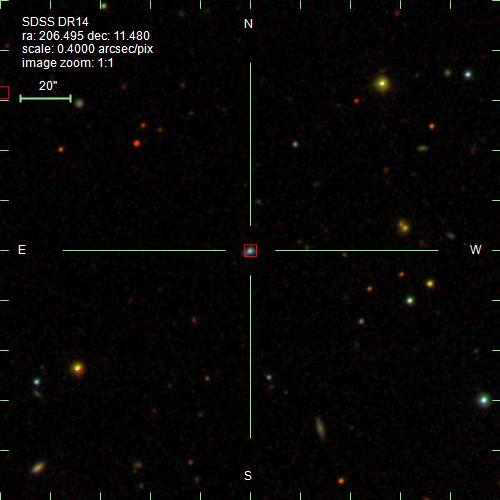 SDSS DR14
ra: 206.495 dec: 11.480
scale: 0.4000 arcsec/pix
image zoom: 1:1
20"
N
E
W
S